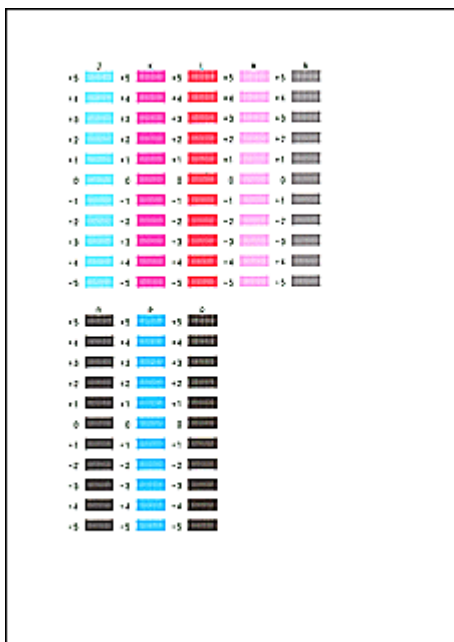 +5 +5 +5 +5 +5
+4 +4 +4 +4 +4
+3 +3 +3 +3 +3
+2 +2 +2 +2 +2
+1 +1 +1 +1 +1
0 0 0 0 0
-1 -1 -1 -1 -1
-2 -2 -2 -2 -2
-3 -3 -3 -3 -3
-4 -4 -4 -4 -4
-5 -5 -5 -5 -5
+5 +5 +5
+4 +4 +4
+3 +3 +3
+2 +2 +2
+1 +1 +1
0 0 0
-1 -1 -1
-2 -2 -2
-3 -3 -3
-4 -4 -4
-5 -5 -5